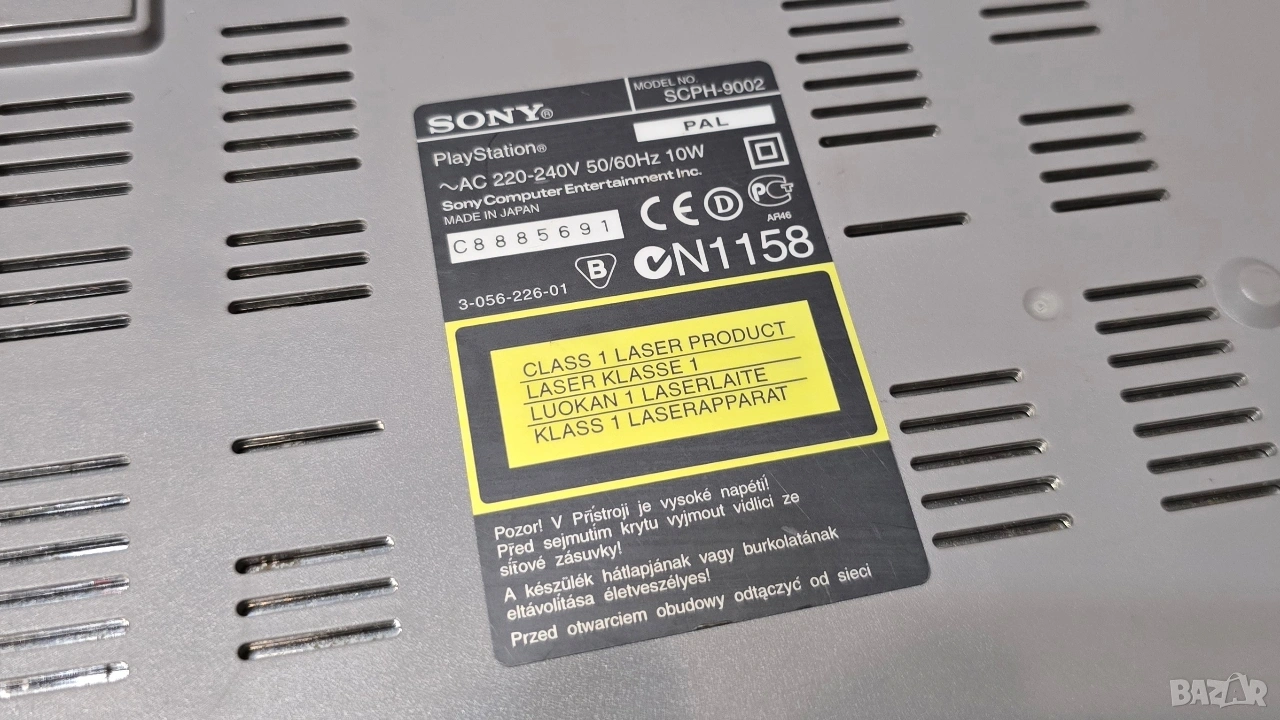 SONY®
MODEL NO.
SCPH-9002
PlayStation®
PAL
~AC 220-240V 50/60Hz 10W
Sony Computer Entertainment Inc.
MADE IN JAPAN
C8885691
CE
D
PCT
AR46
B
N1158
3-056-226-01
CLASS 1 LASER PRODUCT
LASER KLASSE 1
LUOKAN 1 LASERLAITE
KLASS 1 LASERAPPARAT
Pozor! V Přístroji je vysoké napětí!
Před sejmutím krytu vyjmout vidlici ze
síťové zásuvky!
A készülék hátlapjának vagy burkolatának
eltávolítása életveszélyes!
Przed otwarciem obudowy odtączyć od sieci
BAZAR